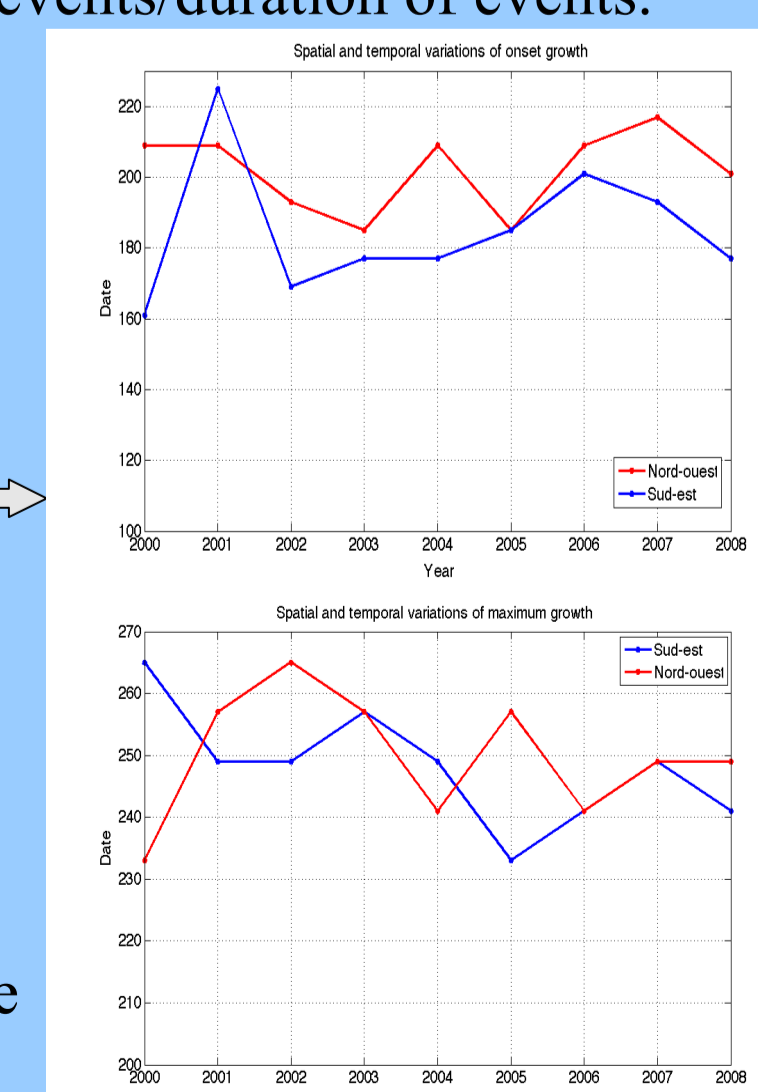 events/duration of events.
Spatial and temporal variations of onset growth
220
200
180
160
140
120
100
Date
Nord-ouest
Sud-est
2000 2001 2002 2003 2004 2005 2006 2007 2008
Year
Spatial and temporal variations of maximum growth
270
260
250
240
230
220
210
200
Date
Sud-est
Nord-ouest
e
2000 2001 2002 2003 2004 2005 2006 2007 2008